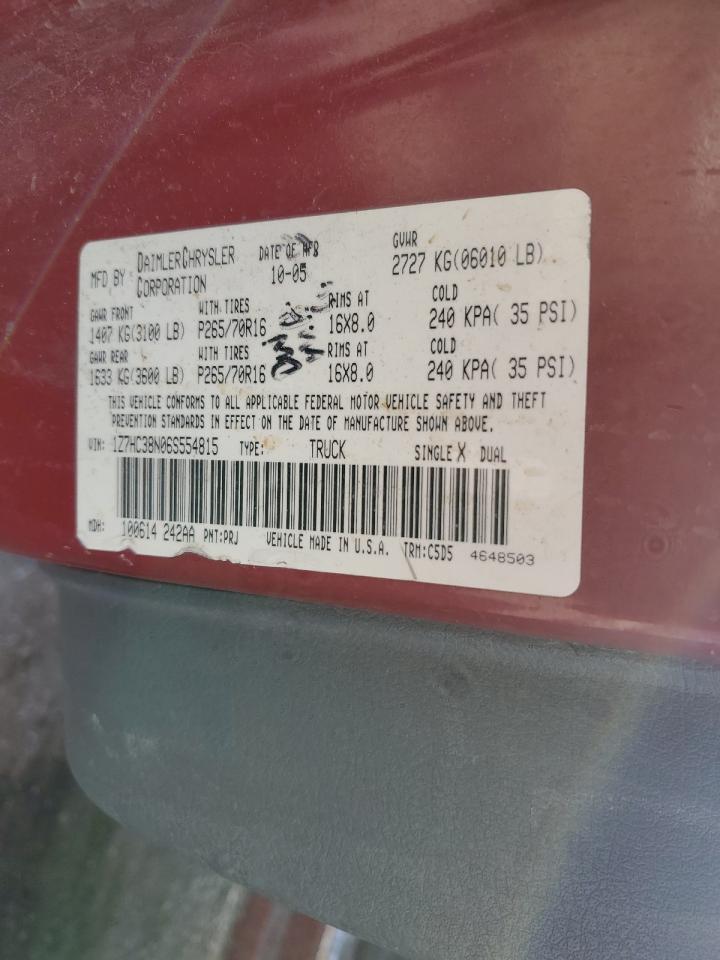 MFD BY DAIMLERCHRYSLER CORPORATION DATE OF MFR 10-05 GVWR 2727 KG(06010 LB)
GAWR FRONT WITH TIRES RIMS AT COLD
1407 KG(3100 LB) P265/70R16 16X8.0 240 KPA( 35 PSI)
GAWR REAR WITH TIRES RIMS AT COLD
1633 KG(3600 LB) P265/70R16 16X8.0 240 KPA( 35 PSI)
THIS VEHICLE CONFORMS TO ALL APPLICABLE FEDERAL MOTOR VEHICLE SAFETY AND THEFT
PREVENTION STANDARDS IN EFFECT ON THE DATE OF MANUFACTURE SHOWN ABOVE.
VIN: 1Z7HC38N06S554815 TYPE: TRUCK SINGLE X DUAL
MDH: 100614 242AA PNT:PRJ VEHICLE MADE IN U.S.A. TRM:C5D5 4648503